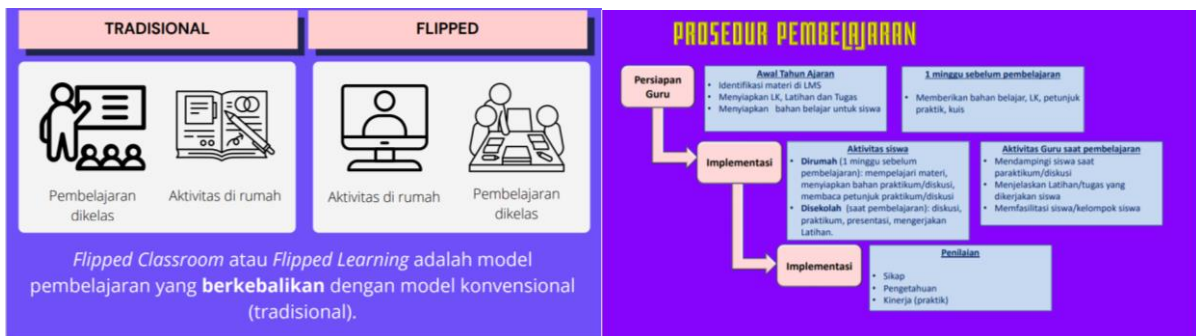 TRADISIONAL
FLIPPED
Pembelajaran
dikelas
Aktivitas di rumah
Aktivitas di rumah
Pembelajaran
dikelas
Flipped Classroom atau Flipped Learning adalah model
pembelajaran yang berkebalikan dengan model konvensional
(tradisional).
PROSEDUR PEMBELAJARAN
Persiapan
Guru
Awal Tahun Ajaran
• Identifikasi materi di LMS
• Menyiapkan LK, Latihan dan Tugas
• Menyiapkan bahan belajar untuk siswa
1 minggu sebelum pembelajaran
• Memberikan bahan belajar, LK, petunjuk
praktik, kuis
Implementasi
Aktivitas siswa
• Dirumah (1 minggu sebelum
pembelajaran): mempelajari materi,
menyiapkan bahan praktikum/diskusi,
membaca petunjuk praktikum/diskusi
• Disekolah (saat pembelajaran): diskusi,
praktikum, presentasi, mengerjakan
Latihan.
Aktivitas Guru saat pembelajaran
• Mendampingi siswa saat
paraktikum/diskusi
• Menjelaskan Latihan/tugas yang
dikerjakan siswa
• Memfasilitasi siswa/kelompok siswa
Implementasi
Penilaian
• Sikap
• Pengetahuan
• Kinerja (praktik)